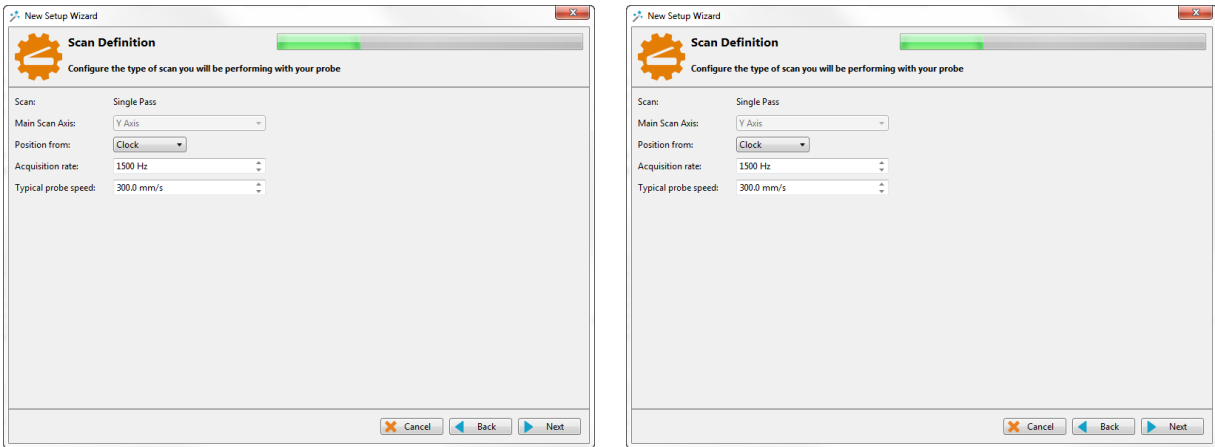 New Setup Wizard
Scan Definition
Configure the type of scan you will be performing with your probe
Scan: Single Pass
Main Scan Axis: Y Axis
Position from: Clock
Acquisition rate: 1500 Hz
Typical probe speed: 300.0 mm/s
Cancel Back Next
New Setup Wizard
Scan Definition
Configure the type of scan you will be performing with your probe
Scan: Single Pass
Main Scan Axis: Y Axis
Position from: Clock
Acquisition rate: 1500 Hz
Typical probe speed: 300.0 mm/s
Cancel Back Next